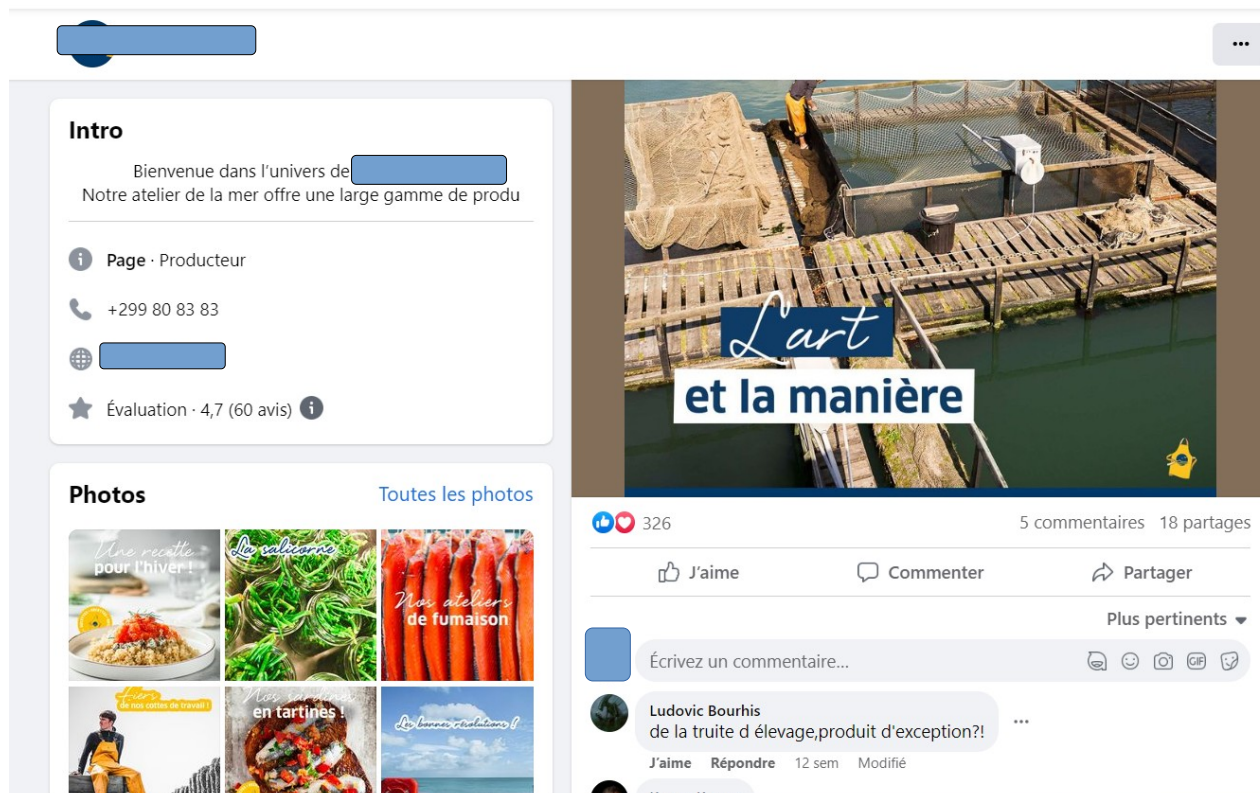 Intro
Bienvenue dans l'univers de
Notre atelier de la mer offre une large gamme de produ
Page · Producteur
+299 80 83 83
Évaluation · 4,7 (60 avis)
Photos
Toutes les photos
Une recette
pour l'hiver !
La salicorne
Nos ateliers
de fumaison
Fiers
de nos cottes de travail !
Nos sardines
en tartines !
Les bonnes résolutions !
L'art
et la manière
326
5 commentaires 18 partages
J'aime
Commenter
Partager
Plus pertinents
Écrivez un commentaire...
GIF
Ludovic Bourhis
de la truite d élevage,produit d'exception?!
J'aime Répondre 12 sem Modifié